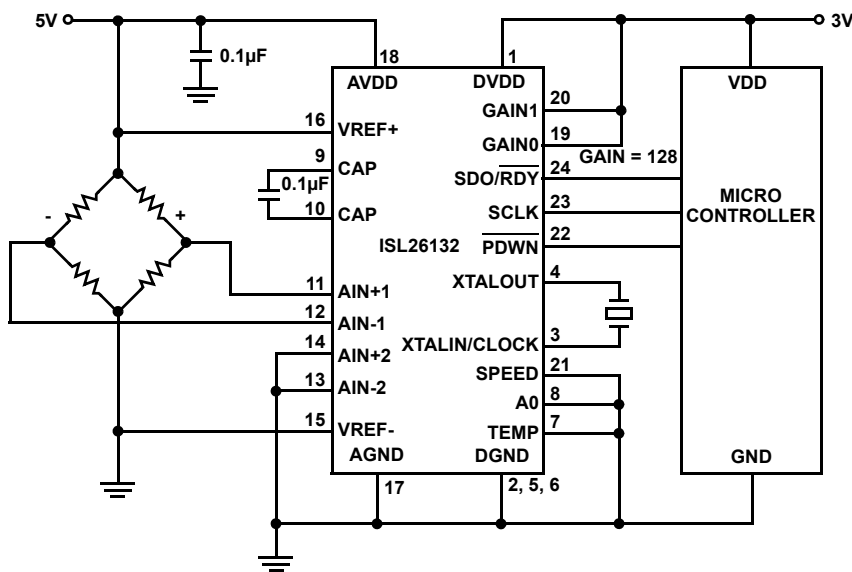 5V
3V
0.1µF
18
1
AVDD
DVDD
VDD
16
VREF+
GAIN1
20
GAIN0
19
GAIN = 128
9
CAP
SDO/RDY
24
0.1µF
10
CAP
SCLK
23
MICRO
CONTROLLER
-
+
ISL26132
PDWN
22
11
AIN+1
XTALOUT
4
12
AIN-1
14
AIN+2
XTALIN/CLOCK
3
13
AIN-2
SPEED
21
A0
8
15
VREF-
TEMP
7
AGND
DGND
GND
17
2, 5, 6